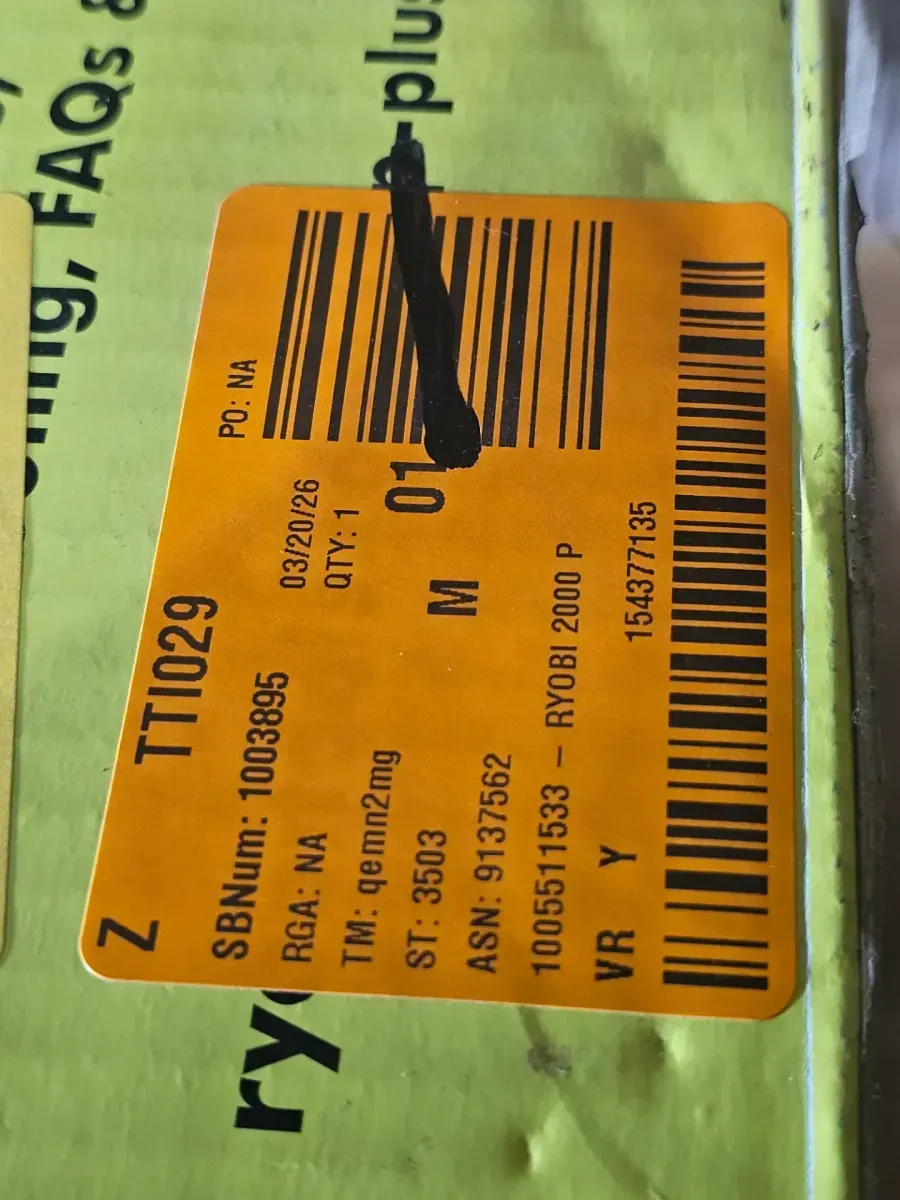 Z TTI029
SBNum: 1003895 PO: NA
RGA: NA 03/20/26
TM: qemn2mg QTY: 1
ST: 3503 M 01
ASN: 9137562
1005511533 – RYOBI 2000 P
VR Y 154377135
FAQs &
plus